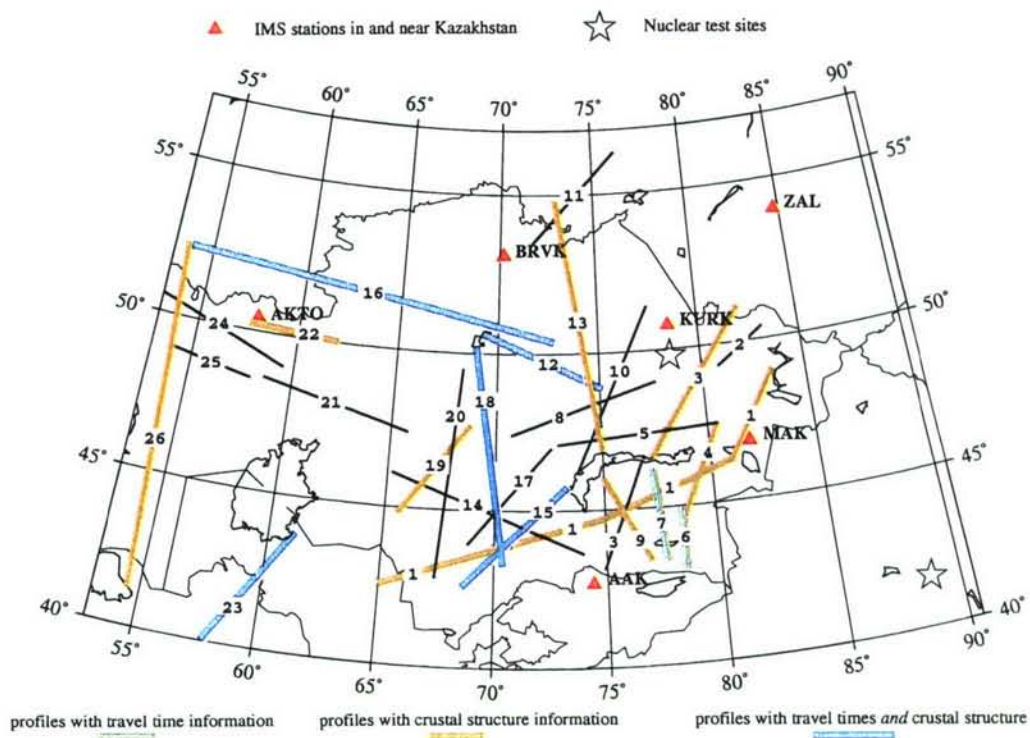 IMS stations in and near Kazakhstan
Nuclear test sites
55° 60° 65° 70° 75° 80° 85° 90°
55° 55°
11
ZAL
BRVK
16
50° AKTO 13 KURK 50°
24 22
2
25 12 10 3
21 18 20 8 1
26 5 MAK
45° 19 4 45°
17 1
14 15 7
1 6
3 9
1 AAK
23
40° 40°
55° 60° 65° 70° 75° 80° 85° 90°
profiles with travel time information
profiles with crustal structure information
profiles with travel times and crustal structure